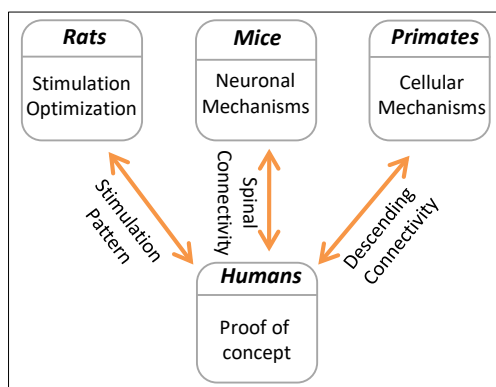 Rats
Stimulation
Optimization
Mice
Neuronal
Mechanisms
Primates
Cellular
Mechanisms
Stimulation
Pattern
Spinal
Connectivity
Descending
Connectivity
Humans
Proof of
concept